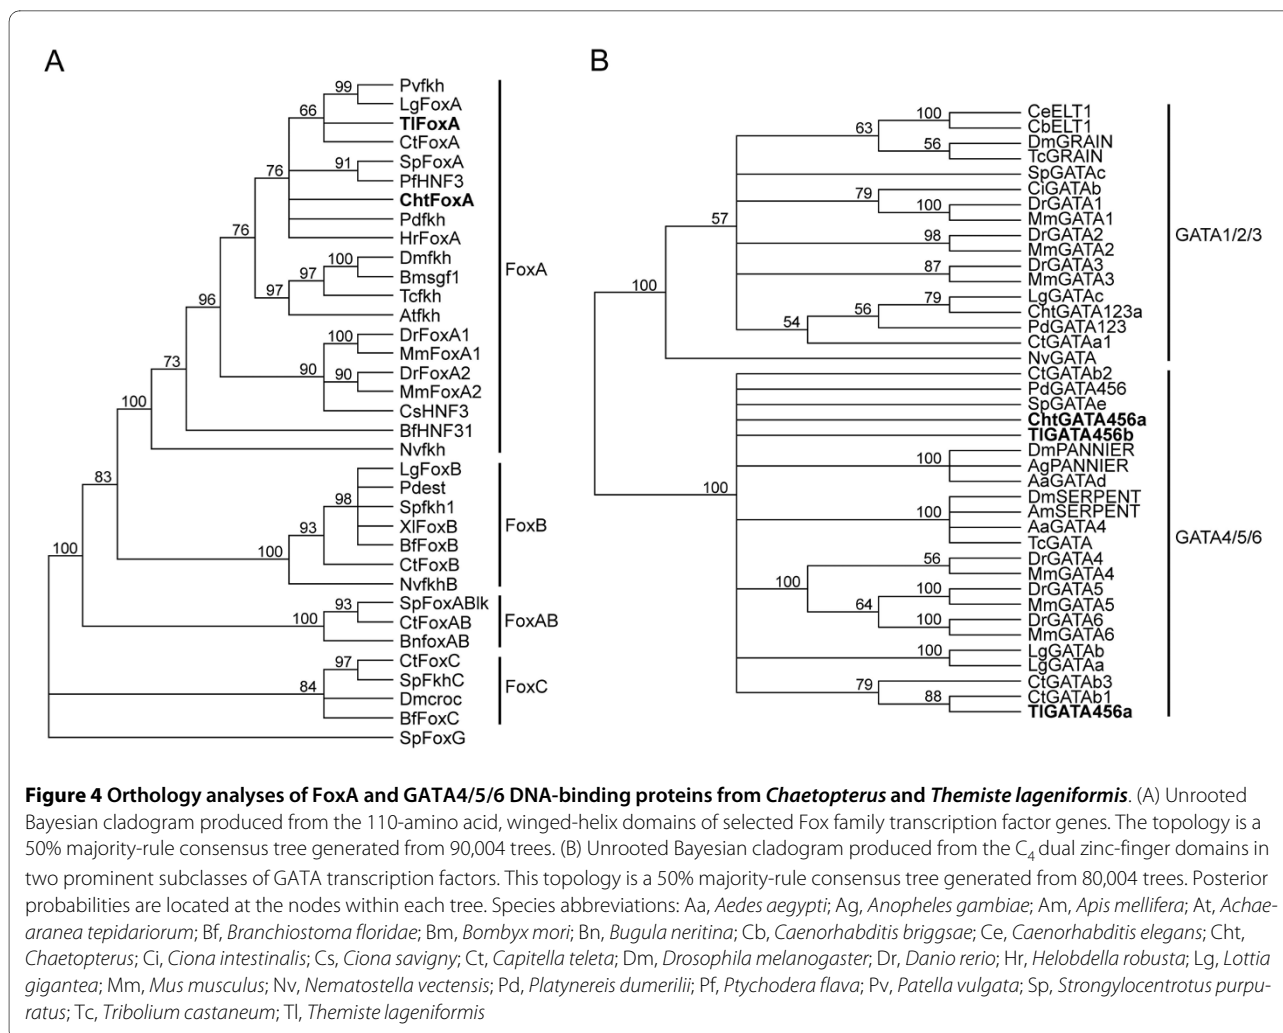 A
B
99
Pvfkh
LgFoxA
66
TlFoxA
CtFoxA
91
SpFoxA
PfHNF3
76
ChtFoxA
Pdfkh
HrFoxA
76
100
Dmfkh
Bmsgf1
97
Tcfkh
97
Atfkh
FoxA
96
100
DrFoxA1
MmFoxA1
90
90
DrFoxA2
MmFoxA2
CsHNF3
73
BfHNF31
100
Nvfkh
LgFoxB
Pdest
98
Spfkh1
XlFoxB
BfFoxB
93
CtFoxB
100
NvfkhB
FoxB
83
93
SpFoxABlk
CtFoxAB
100
BnfoxAB
FoxAB
100
97
CtFoxC
SpFkhC
84
Dmcroc
BfFoxC
FoxC
SpFoxG
100
CeELT1
CbELT1
63
56
DmGRAIN
TcGRAIN
SpGATAc
79
CiGATAb
100
DrGATA1
MmGATA1
57
98
DrGATA2
MmGATA2
87
DrGATA3
MmGATA3
79
LgGATAc
ChtGATA123a
56
PdGATA123
54
CtGATAa1
100
NvGATA
GATA1/2/3
CtGATAb2
PdGATA456
SpGATAe
ChtGATA456a
TlGATA456b
100
DmPANNIER
AgPANNIER
AaGATAd
100
100
DmSERPENT
AmSERPENT
AaGATA4
TcGATA
56
DrGATA4
MmGATA4
100
100
DrGATA5
MmGATA5
64
100
DrGATA6
MmGATA6
100
LgGATAb
LgGATAa
79
CtGATAb3
88
CtGATAb1
TlGATA456a
GATA4/5/6
Figure 4 Orthology analyses of FoxA and GATA4/5/6 DNA-binding proteins from Chaetopterus and Themiste lageniformis. (A) Unrooted
Bayesian cladogram produced from the 110-amino acid, winged-helix domains of selected Fox family transcription factor genes. The topology is a
50% majority-rule consensus tree generated from 90,004 trees. (B) Unrooted Bayesian cladogram produced from the C4 dual zinc-finger domains in
two prominent subclasses of GATA transcription factors. This topology is a 50% majority-rule consensus tree generated from 80,004 trees. Posterior
probabilities are located at the nodes within each tree. Species abbreviations: Aa, Aedes aegypti; Ag, Anopheles gambiae; Am, Apis mellifera; At, Achae-
aranea tepidariorum; Bf, Branchiostoma floridae; Bm, Bombyx mori; Bn, Bugula neritina; Cb, Caenorhabditis briggsae; Ce, Caenorhabditis elegans; Cht,
Chaetopterus; Ci, Ciona intestinalis; Cs, Ciona savigny; Ct, Capitella teleta; Dm, Drosophila melanogaster; Dr, Danio rerio; Hr, Helobdella robusta; Lg, Lottia
gigantea; Mm, Mus musculus; Nv, Nematostella vectensis; Pd, Platynereis dumerilii; Pf, Ptychodera flava; Pv, Patella vulgata; Sp, Strongylocentrotus purpu-
ratus; Tc, Tribolium castaneum; Tl, Themiste lageniformis